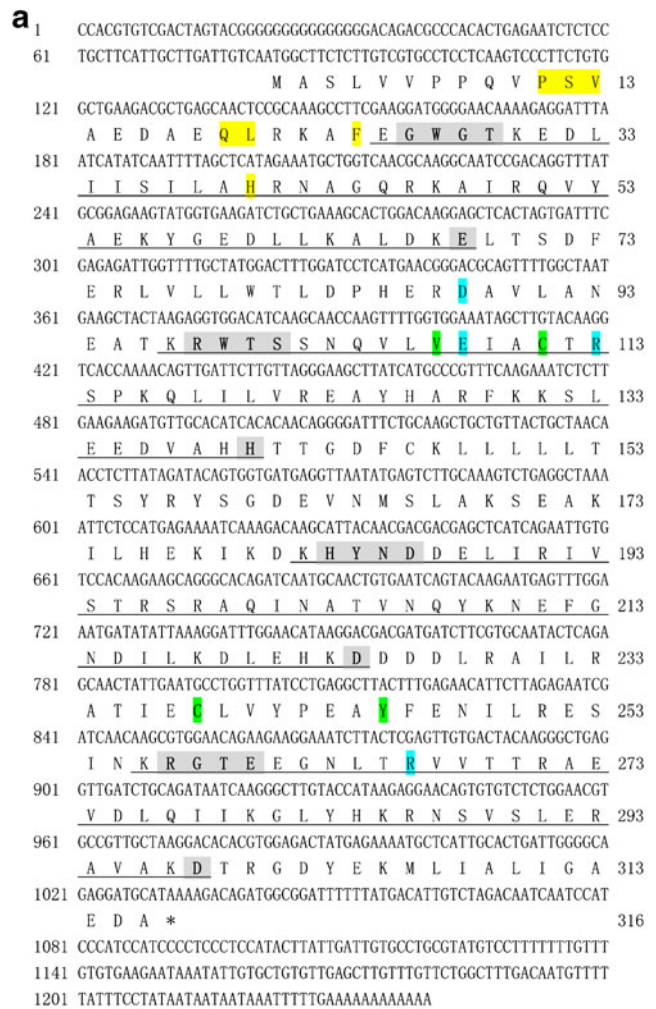 a
1 CCACGTGTCGACTAGTACGGGGGGGGGGGGGGGGACAGACGCCCACACTGAGAATCTCTCC
61 TGCTTCATTGCTTGATTGTCAATGGCTTCTCTTGTCGTGCCTCCTCAAGTCCCTTCTGTG
M A S L V V P P Q V P S V 13
121 GCTGAAGACGCTGAGCAACTCCGCAAAGCCTTCGAAGGATGGGGAACAAAAGAGGATTTA
A E D A E Q L R K A F E G W G T K E D L 33
181 ATCATATCAATTTTAGCTCATAGAAATGCTGGTCAACGCAAGGCAATCCGACAGGTTTAT
I I S I L A H R N A G Q R K A I R Q V Y 53
241 GCGGAGAAGTATGGTGAAGATCTGCTGAAAGCACTGGACAAGGAGCTCACTAGTGATTTC
A E K Y G E D L L K A L D K E L T S D F 73
301 GAGAGATTGGTTTTGCTATGGACTTTGGATCCTCATGAACGGGACGCAGTTTTGGCTAAT
E R L V L L W T L D P H E R D A V L A N 93
361 GAAGCTACTAAGAGGTGGACATCAAGCAACCAAGTTTTGGTGGAAATAGCTTGTACAAGG
E A T K R W T S S N Q V L V E I A C T R 113
421 TCACCAAAACAGTTGATTCTTGTTAGGGAAGCTTATCATGCCCGTTTCAAGAAATCTCTT
S P K Q L I L V R E A Y H A R F K K S L 133
481 GAAGAAGATGTTGCACATCACACAACAGGGGATTTCTGCAAGCTGCTGTTACTGCTAACA
E E D V A H H T T G D F C K L L L L L T 153
541 ACCTCTTATAGATACAGTGGTGATGAGGTTAATATGAGTCTTGCAAAGTCTGAGGCTAAA
T S Y R Y S G D E V N M S L A K S E A K 173
601 ATTCTCCATGAGAAAATCAAAGACAAGCATTACAACGACGACGAGCTCATCAGAATTGTG
I L H E K I K D K H Y N D D E L I R I V 193
661 TCCACAAGAAGCAGGGCACAGATCAATGCAACTGTGAATCAGTACAAGAATGAGTTTGGA
S T R S R A Q I N A T V N Q Y K N E F G 213
721 AATGATATATTAAAGGATTTGGAACATAAGGACGACGATGATCTTCGTGCAATACTCAGA
N D I L K D L E H K D D D D L R A I L R 233
781 GCAACTATTGAATGCCTGGTTTATCCTGAGGCTTACTTTGAGAACATTCTTAGAGAATCG
A T I E C L V Y P E A Y F E N I L R E S 253
841 ATCAACAAGCGTGGAACAGAAGAAGGAAATCTTACTCGAGTTGTGACTACAAGGGCTGAG
I N K R G T E E G N L T R V V T T R A E 273
901 GTTGATCTGCAGATAATCAAGGGCTTGTACCATAAGAGGAACAGTGTGTCTCTGGAACGT
V D L Q I I K G L Y H K R N S V S L E R 293
961 GCCGTTGCTAAGGACACACGTGGAGACTATGAGAAAATGCTCATTGCACTGATTGGGGCA
A V A K D T R G D Y E K M L I A L I G A 313
1021 GAGGATGCATAAAAGACAGATGGCGGATTTTTTATGACATTGTCTAGACAATCAATCCAT
E D A * 316
1081 CCCATCCATCCCCTCCCTCCATACTTATTGATTGTGCCTGCGTATGTCCTTTTTTTGTTT
1141 GTGTGAAGAATAAATATTGTGCTGTGTTGAGCTTGTTTGTTCTGGCTTTGACAATGTTTT
1201 TATTTCCTATAATAATAATAAATTTTTGAAAAAAAAAAAA